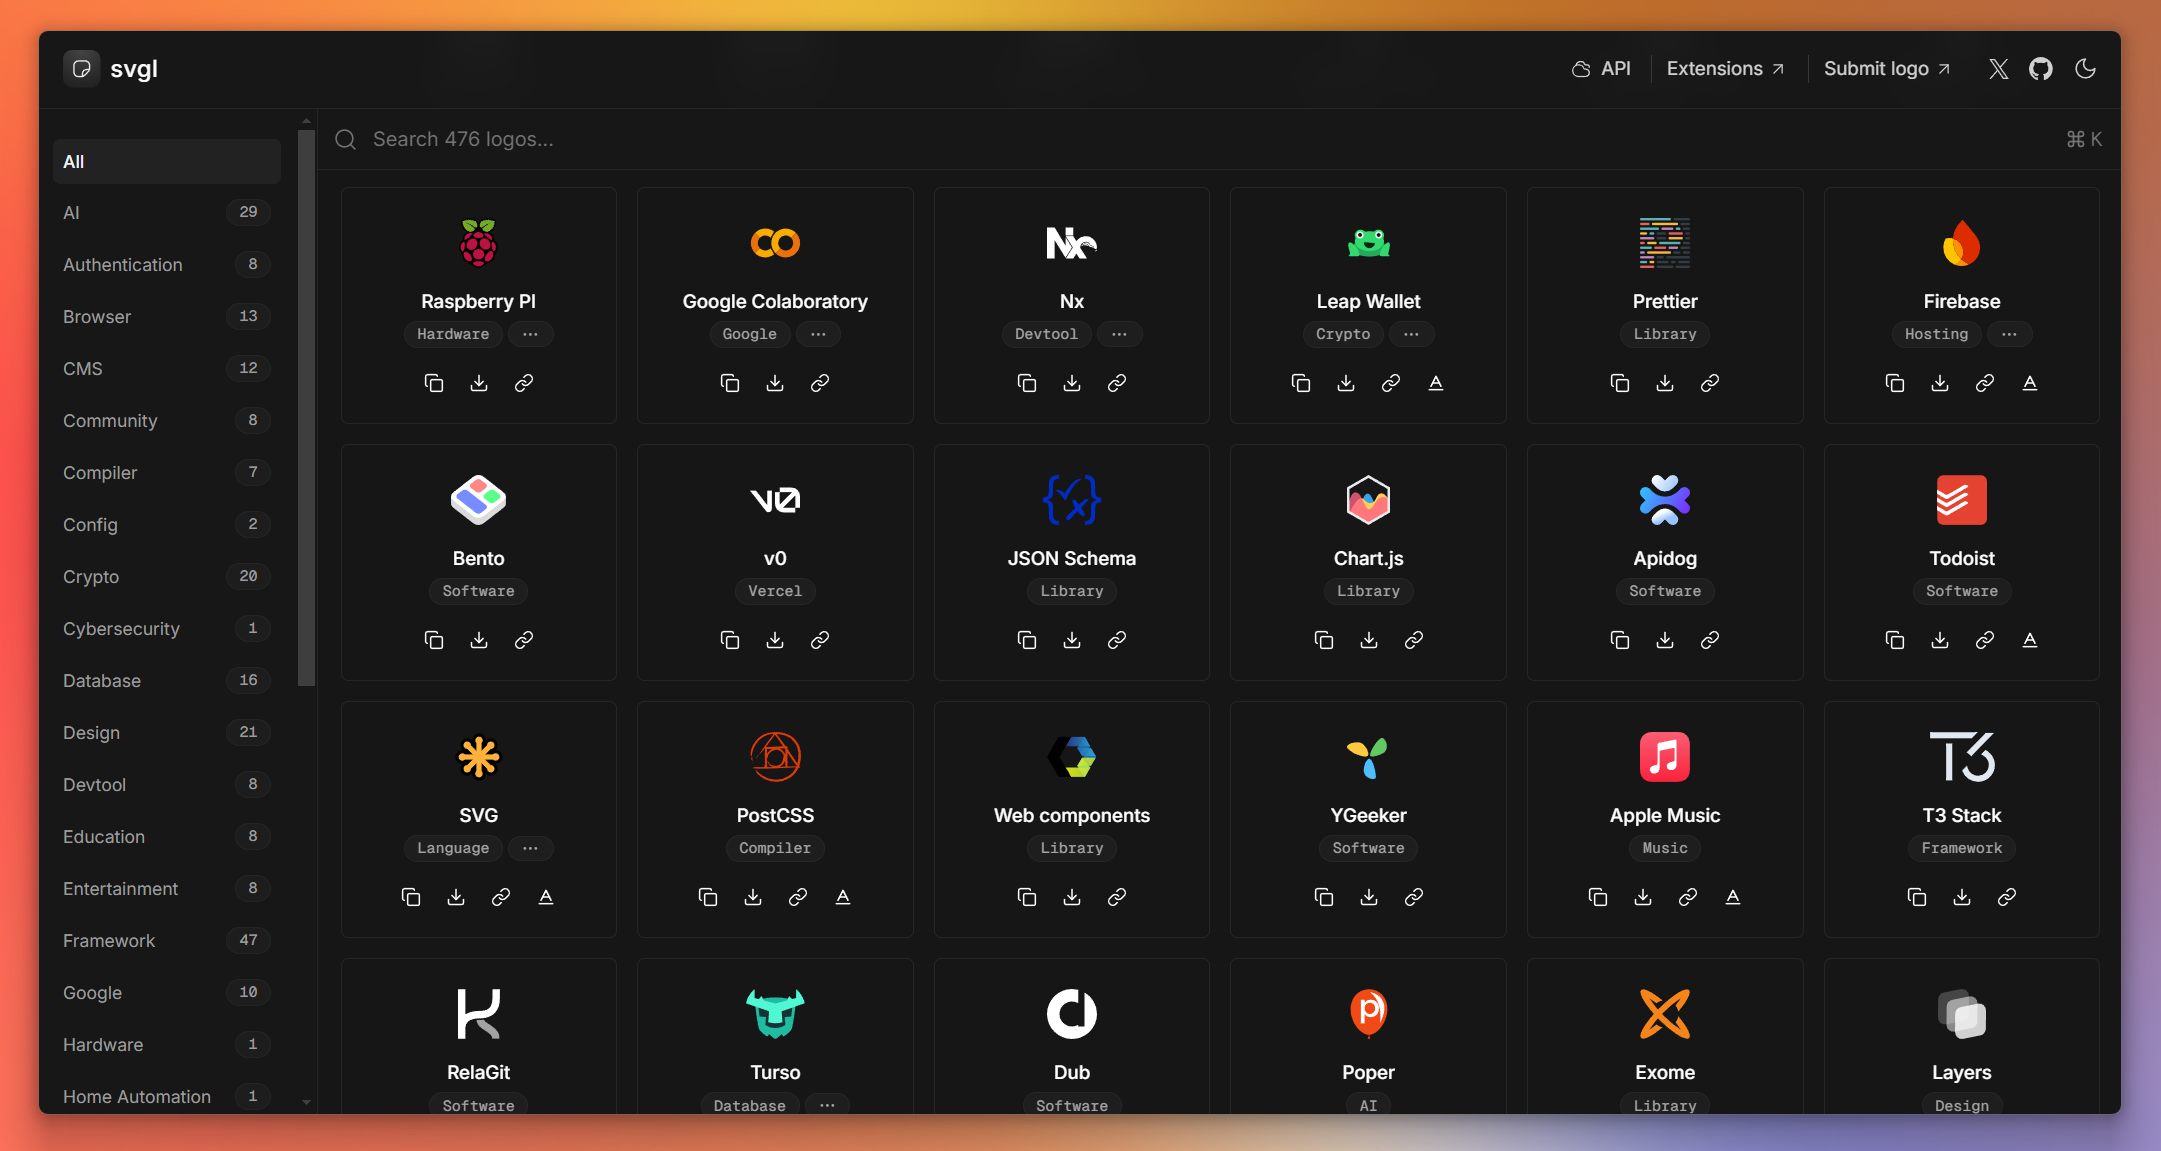 svgl
API
Extensions
Submit logo
Search 476 logos...
⌘ K
All
AI 29
Authentication 8
Browser 13
CMS 12
Community 8
Compiler 7
Config 2
Crypto 20
Cybersecurity 1
Database 16
Design 21
Devtool 8
Education 8
Entertainment 8
Framework 47
Google 10
Hardware 1
Home Automation 1
Raspberry PI
Hardware ...
Google Colaboratory
Google ...
Nx
Nx
Devtool ...
Leap Wallet
Crypto ...
Prettier
Library
Firebase
Hosting ...
Bento
Software
v0
v0
Vercel
JSON Schema
Library
Chart.js
Library
Apidog
Software
Todoist
Software
SVG
Language ...
PostCSS
Compiler
Web components
Library
YGeeker
Software
Apple Music
Music
T3
T3 Stack
Framework
RelaGit
Software
Turso
Database ...
Dub
Software
P
Poper
AI
Exome
Library
Layers
Design